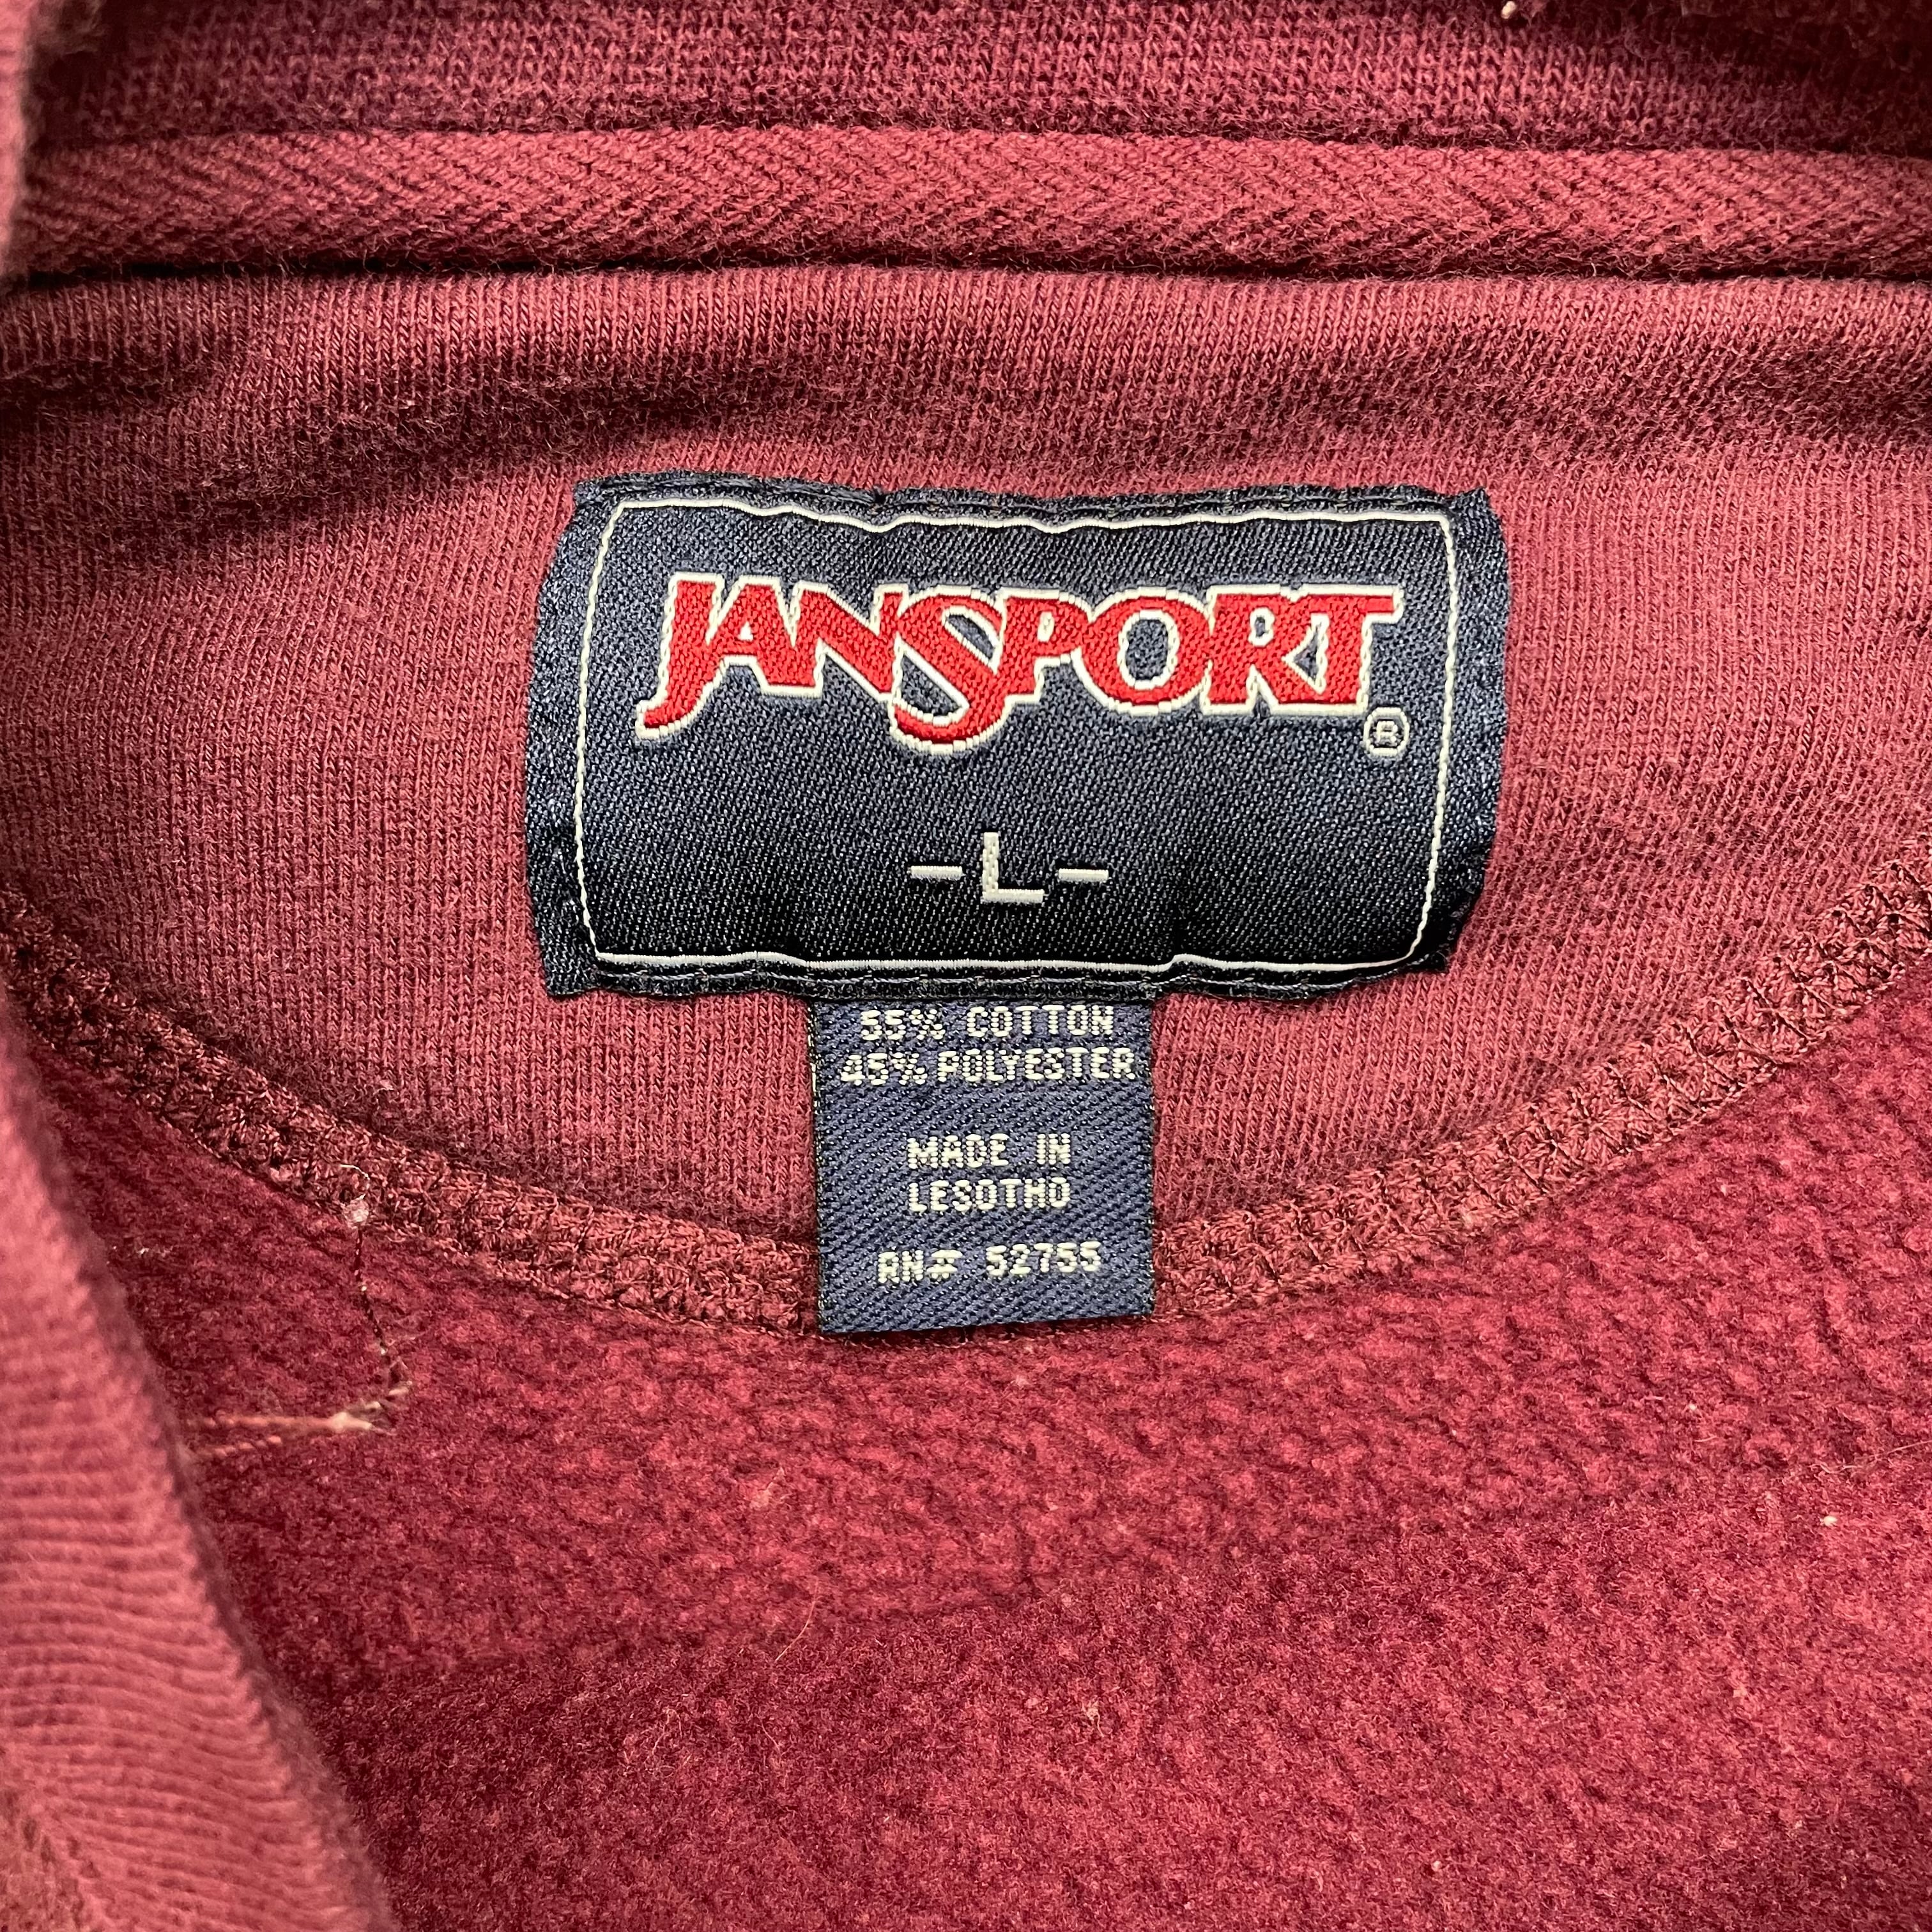 JANSPORT®
-L-
55% COTTON
45% POLYESTER
MADE IN
LESOTHO
RN# 52755